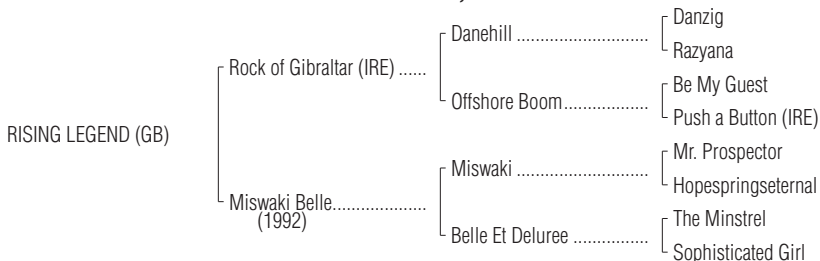 Danzig
Danehill ............................
Razyana
Rock of Gibraltar (IRE) ......
Be My Guest
Offshore Boom..................
Push a Button (IRE)
RISING LEGEND (GB)
Mr. Prospector
Miswaki ............................
Hopespringseternal
Miswaki Belle....................
(1992)
The Minstrel
Belle Et Deluree ................
Sophisticated Girl